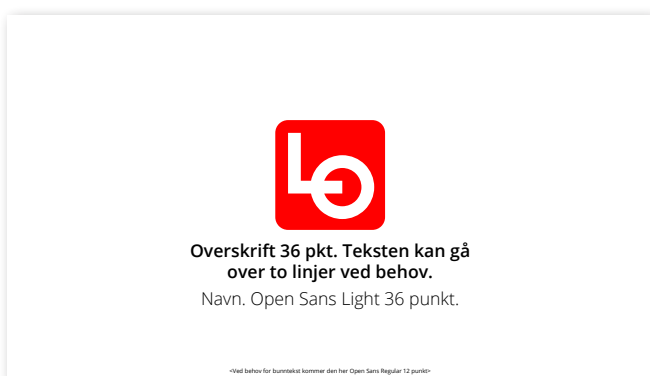 LO
Overskrift 36 pkt. Teksten kan gå
over to linjer ved behov.
Navn. Open Sans Light 36 punkt.
<Ved behov for bunntekst kommer den her Open Sans Regular 12 punkt>